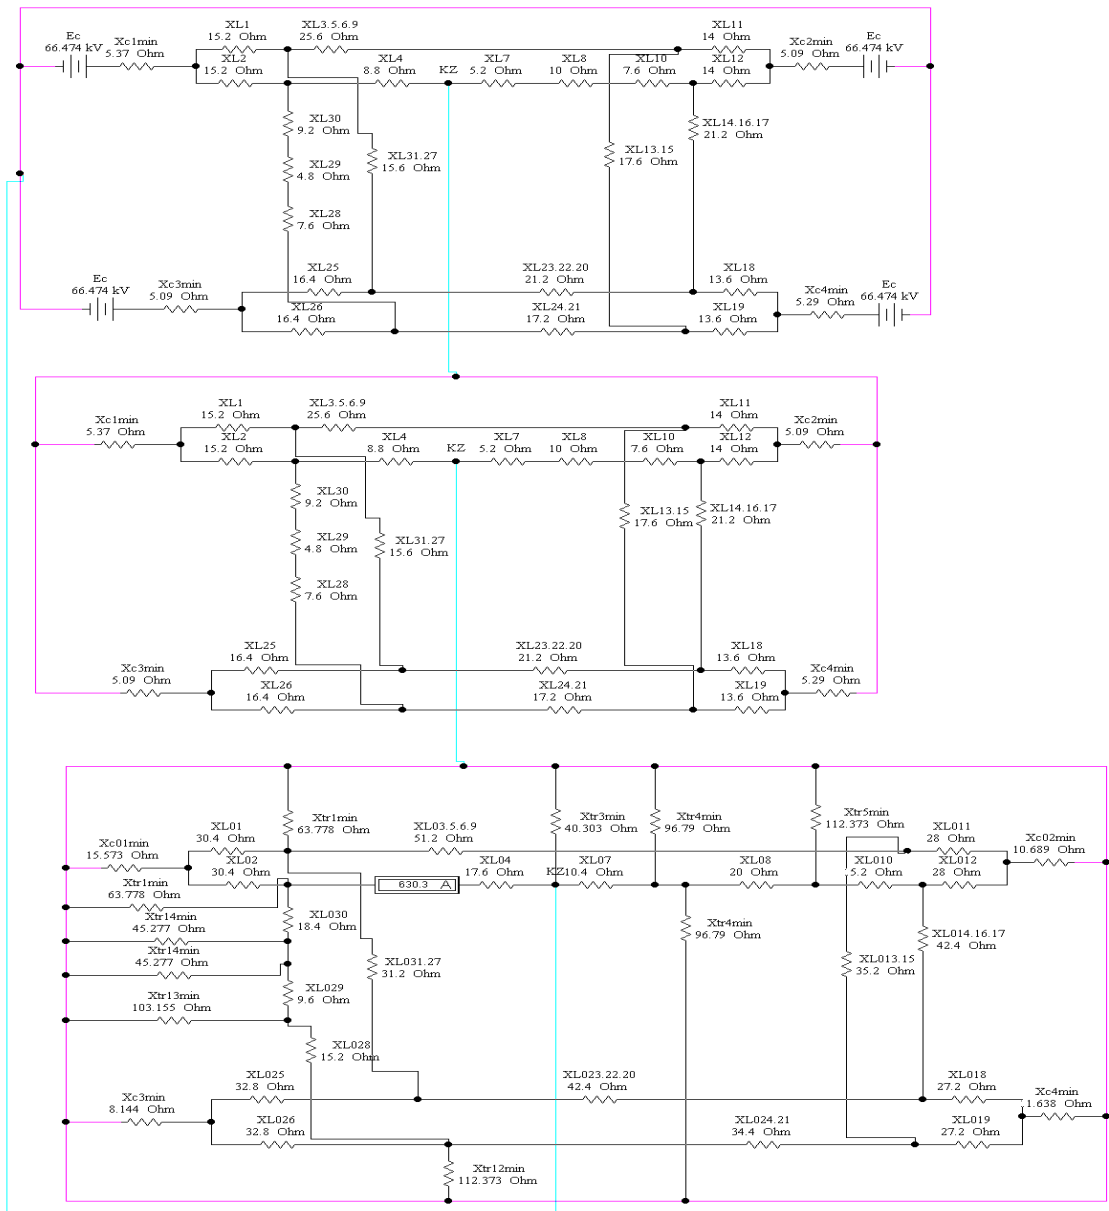 XL1
15.2 Ohm
XL3.5.6.9
25.6 Ohm
XL11
14 Ohm
Ec
66.474 kV
Xc1min
5.37 Ohm
XL2
15.2 Ohm
XL4
8.8 Ohm
KZ
XL7
5.2 Ohm
XL8
10 Ohm
XL10
7.6 Ohm
XL12
14 Ohm
Xc2min
5.09 Ohm
Ec
66.474 kV
XL30
9.2 Ohm
XL29
4.8 Ohm
XL28
7.6 Ohm
XL31.27
15.6 Ohm
XL13.15
17.6 Ohm
XL14.16.17
21.2 Ohm
Ec
66.474 kV
Xc3min
5.09 Ohm
XL25
16.4 Ohm
XL26
16.4 Ohm
XL23.22.20
21.2 Ohm
XL24.21
17.2 Ohm
XL18
13.6 Ohm
XL19
13.6 Ohm
Xc4min
5.29 Ohm
Ec
66.474 kV
XL1
15.2 Ohm
XL3.5.6.9
25.6 Ohm
XL11
14 Ohm
Xc1min
5.37 Ohm
XL2
15.2 Ohm
XL4
8.8 Ohm
KZ
XL7
5.2 Ohm
XL8
10 Ohm
XL10
7.6 Ohm
XL12
14 Ohm
Xc2min
5.09 Ohm
XL30
9.2 Ohm
XL29
4.8 Ohm
XL28
7.6 Ohm
XL31.27
15.6 Ohm
XL13.15
17.6 Ohm
XL14.16.17
21.2 Ohm
Xc3min
5.09 Ohm
XL25
16.4 Ohm
XL26
16.4 Ohm
XL23.22.20
21.2 Ohm
XL24.21
17.2 Ohm
XL18
13.6 Ohm
XL19
13.6 Ohm
Xc4min
5.29 Ohm
Xtr1min
63.778 Ohm
Xtr3min
40.303 Ohm
Xtr4min
96.79 Ohm
Xtr5min
112.373 Ohm
Xc01min
15.573 Ohm
XL01
30.4 Ohm
XL02
30.4 Ohm
XL03.5.6.9
51.2 Ohm
XL011
28 Ohm
Xc02min
10.689 Ohm
630.3 A
XL04
17.6 Ohm
KZ
XL07
10.4 Ohm
XL08
20 Ohm
XL010
5.2 Ohm
XL012
28 Ohm
Xtr1min
63.778 Ohm
Xtr14min
45.277 Ohm
Xtr14min
45.277 Ohm
Xtr13min
103.155 Ohm
XL030
18.4 Ohm
XL029
9.6 Ohm
XL028
15.2 Ohm
XL031.27
31.2 Ohm
Xtr4min
96.79 Ohm
XL013.15
35.2 Ohm
XL014.16.17
42.4 Ohm
Xc3min
8.144 Ohm
XL025
32.8 Ohm
XL026
32.8 Ohm
XL023.22.20
42.4 Ohm
XL024.21
34.4 Ohm
XL018
27.2 Ohm
XL019
27.2 Ohm
Xc4min
1.638 Ohm
Xtr12min
112.373 Ohm